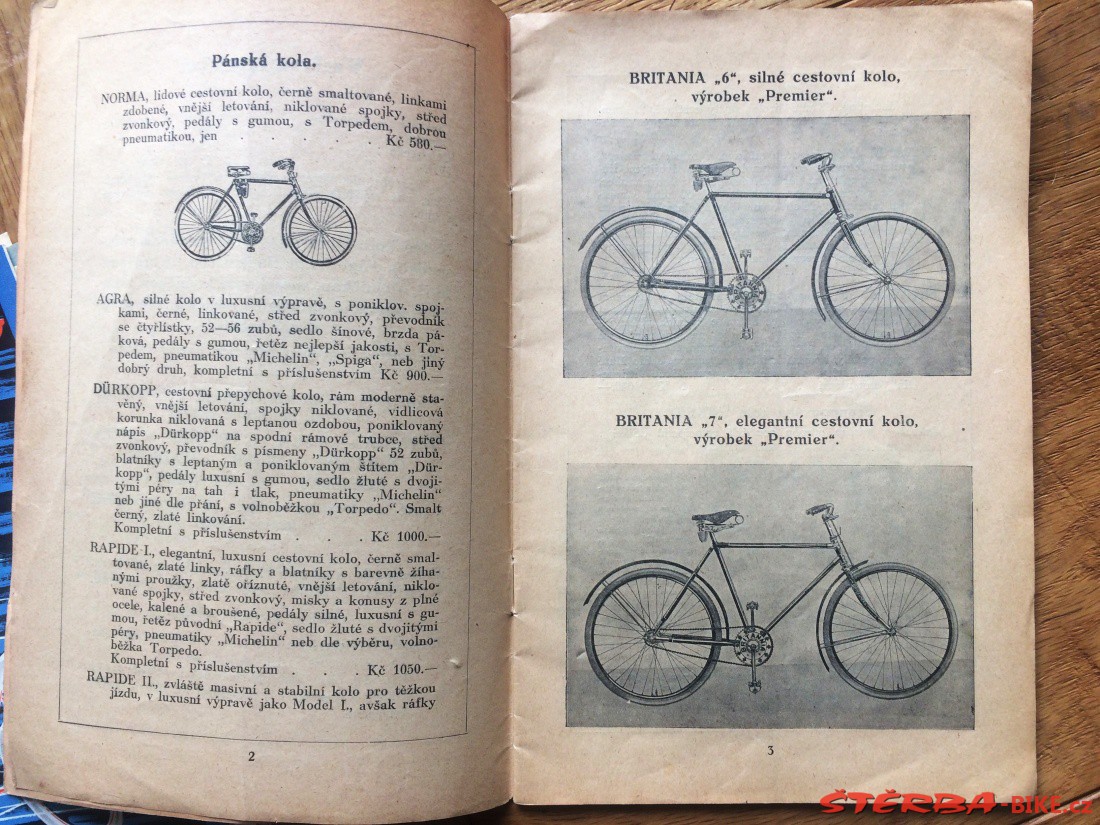 Pánská kola.
NORMA, lidové cestovní kolo, černě smaltované, linkami
zdobené, vnější letování, niklované spojky, střed
zvonkový, pedály s gumou, s Torpedem, dobrou
pneumatikou, jen . . . . . Kč 580.—
AGRA, silné kolo v luxusní výpravě, s poniklov. spoj-
kami, černé, linkované, střed zvonkový, převodník
se čtyřlístky, 52—56 zubů, sedlo šínové, brzda pá-
ková, pedály s gumou, řetěz nejlepší jakosti, s Tor-
pedem, pneumatikou „Michelin“, „Spiga“, neb jiný
dobrý druh, kompletní s příslušenstvím Kč 900.—
DÜRKOPP, cestovní přepychové kolo, rám moderně sta-
věný, vnější letování, spojky niklované, vidlicová
korunka niklovaná s leptanou ozdobou, poniklovaný
nápis „Dürkopp“ na spodní rámové trubce, střed
zvonkový, převodník s písmeny „Dürkopp“ 52 zubů,
blatníky s leptaným a poniklovaným štítem „Dür-
kopp“, pedály luxusní s gumou, sedlo žluté s dvoji-
tými péry na tah i tlak, pneumatiky „Michelin“
neb jiné dle přání, s volnoběžkou „Torpedo“. Smalt
černý, zlaté linkování.
Kompletní s příslušenstvím . . . Kč 1000.—
RAPIDE I., elegantní, luxusní cestovní kolo, černě smal-
tované, zlaté linky, ráfky a blatníky s barevně žíha-
nými proužky, zlatě oříznuté, vnější letování, niklo-
vané spojky, střed zvonkový, misky a konusy z plné
ocele, kalené a broušené, pedály silné, luxusní s gu-
mou, řetěz původní „Rapide“, sedlo žluté s dvojitými
péry, pneumatiky „Michelin“ neb dle výběru, volno-
běžka Torpedo.
Kompletní s příslušenstvím . . . Kč 1050.—
RAPIDE II., zvláště masivní a stabilní kolo pro těžkou
jízdu, v luxusní výpravě jako Model I., avšak ráfky
2
BRITANIA „6“, silné cestovní kolo,
výrobek „Premier“.
BRITANIA „7“, elegantní cestovní kolo,
výrobek „Premier“.
3
ŠTĚRBA-BIKE.cz